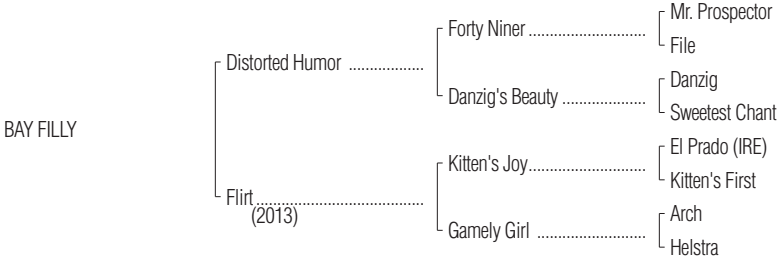 Mr. Prospector
Forty Niner ..........................
File
Distorted Humor .................
Danzig
Danzig's Beauty ...................
Sweetest Chant
BAY FILLY
El Prado (IRE)
Kitten's Joy..........................
Kitten's First
Flirt.....................................
(2013)
Arch
Gamely Girl ........................
Helstra